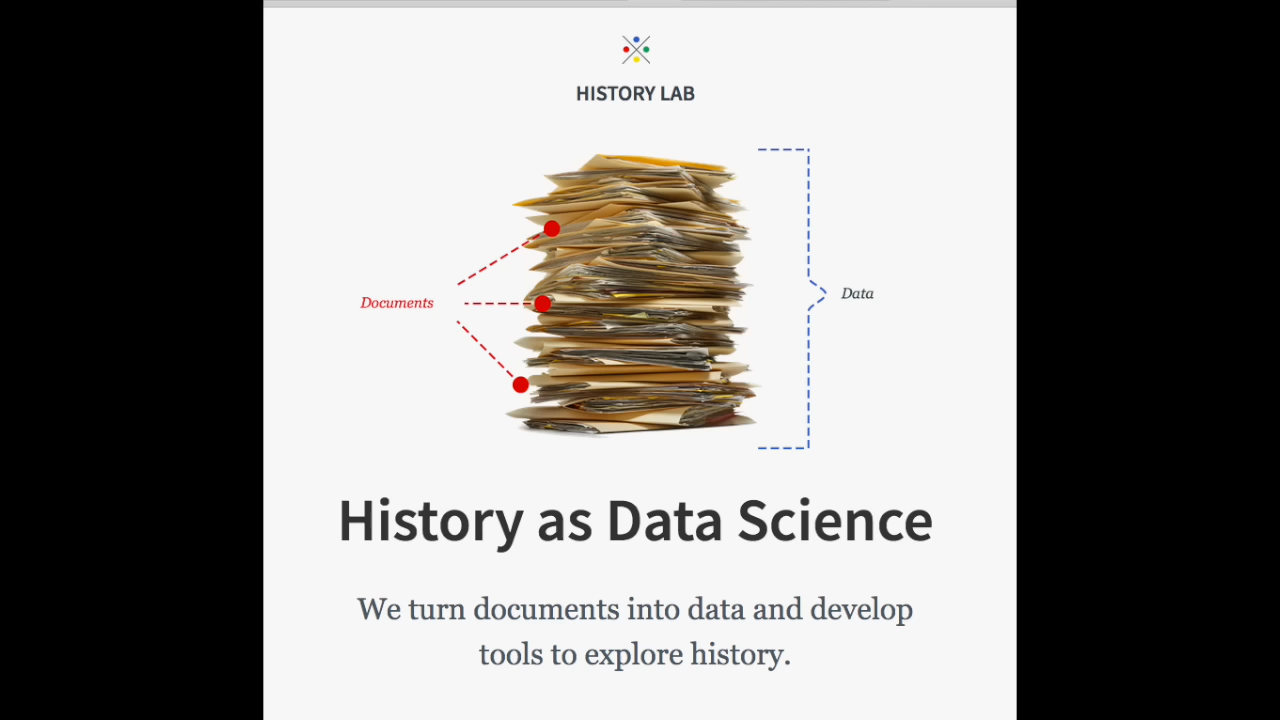 HISTORY LAB
Documents
Data
History as Data Science
We turn documents into data and develop
tools to explore history.